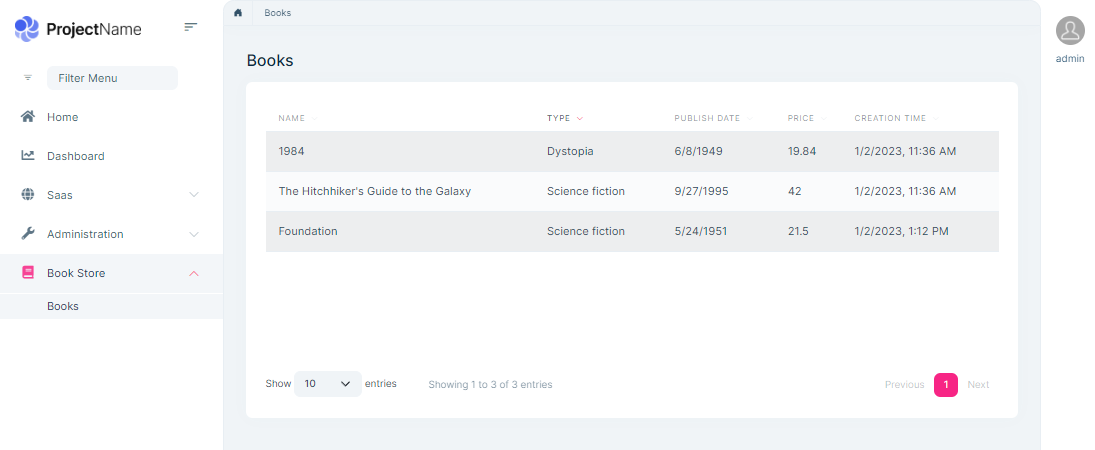 ProjectName
Filter Menu
Home
Dashboard
Saas
Administration
Book Store
Books
Books
Books
NAME TYPE PUBLISH DATE PRICE CREATION TIME
1984 Dystopia 6/8/1949 19.84 1/2/2023, 11:36 AM
The Hitchhiker's Guide to the Galaxy Science fiction 9/27/1995 42 1/2/2023, 11:36 AM
Foundation Science fiction 5/24/1951 21.5 1/2/2023, 1:12 PM
Show 10 entries Showing 1 to 3 of 3 entries Previous 1 Next
admin